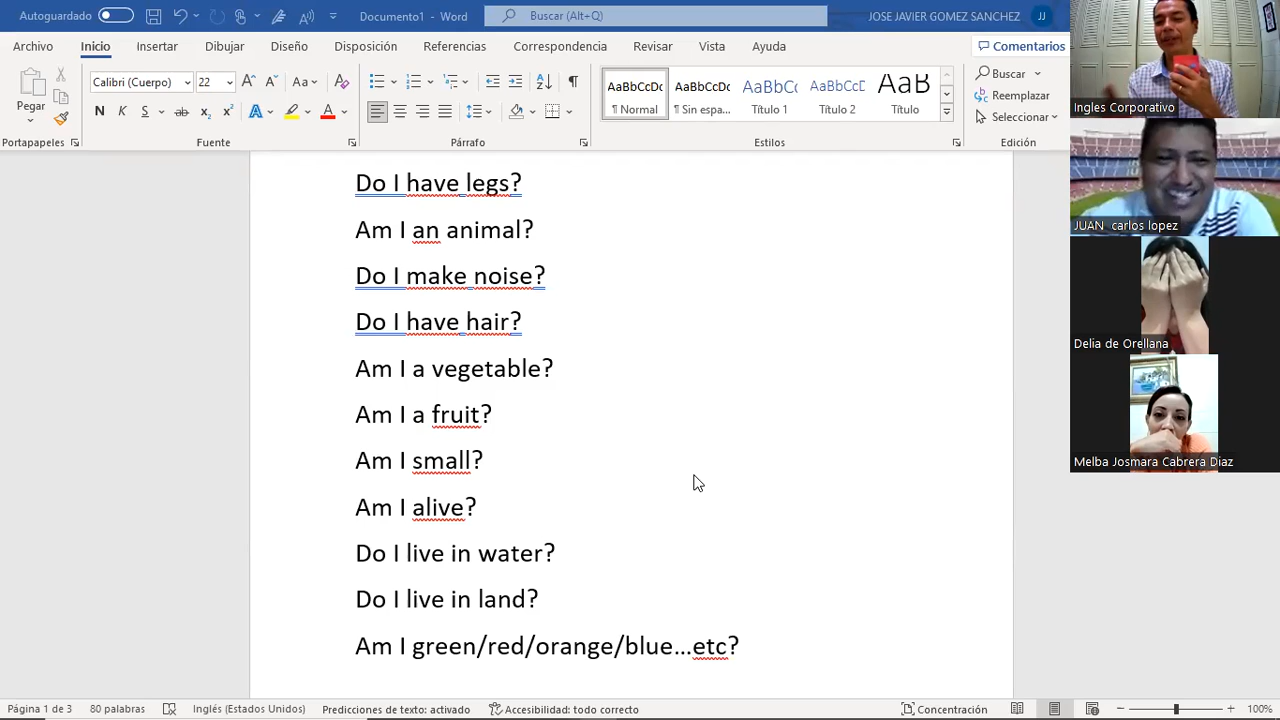 Autoguardado
Documento1 - Word
Buscar (Alt+Q)
JOSE JAVIER GOMEZ SANCHEZ
JJ
Archivo
Inicio
Insertar
Dibujar
Diseño
Disposición
Referencias
Correspondencia
Revisar
Vista
Ayuda
Comentarios
Pegar
Calibri (Cuerpo)
22
AaBbCcDc
¶ Normal
AaBbCcDc
¶ Sin espa...
AaBbCc
Título 1
AaBbCcD
Título 2
AaB
Título
Buscar
Reemplazar
Seleccionar
Portapapeles
Fuente
Párrafo
Estilos
Edición
Do I have legs?
Am I an animal?
Do I make noise?
Do I have hair?
Am I a vegetable?
Am I a fruit?
Am I small?
Am I alive?
Do I live in water?
Do I live in land?
Am I green/red/orange/blue...etc?
Ingles Corporativo
JUAN carlos lopez
Delia de Orellana
Melba Josmara Cabrera Diaz
Página 1 de 3
80 palabras
Inglés (Estados Unidos)
Predicciones de texto: activado
Accesibilidad: todo correcto
Concentración
100%